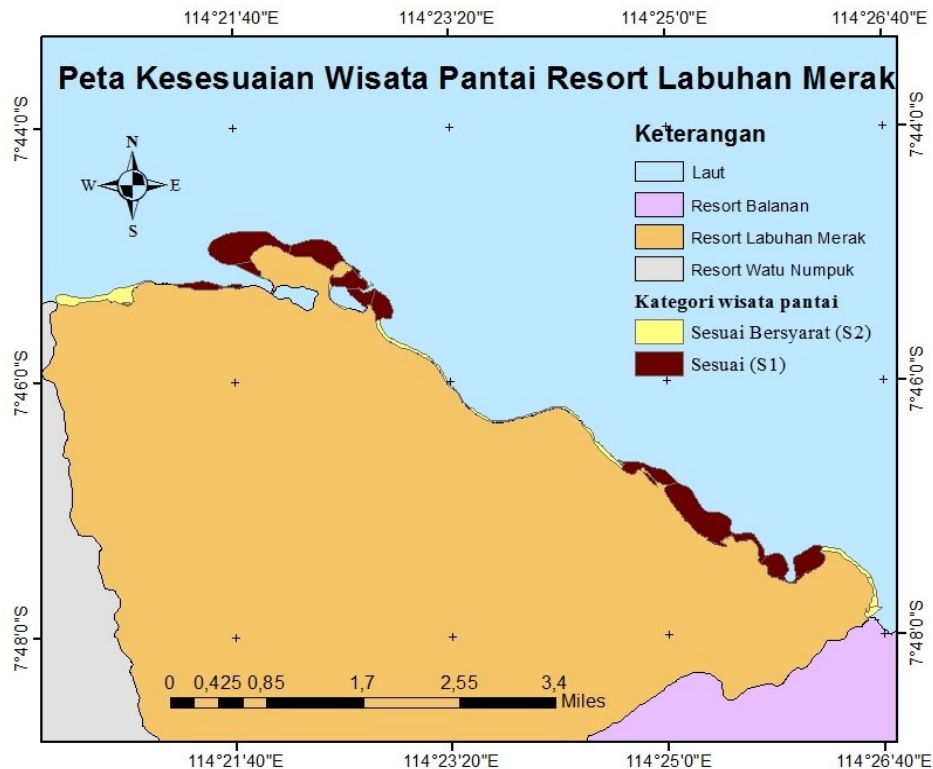 114°21'40"E 114°23'20"E 114°25'0"E 114°26'40"E
Peta Kesesuaian Wisata Pantai Resort Labuhan Merak
7°44'0"S
7°44'0"S
N
W E
S
Keterangan
Laut
Resort Balanan
Resort Labuhan Merak
Resort Watu Numpuk
Kategori wisata pantai
Sesuai Bersyarat (S2)
Sesuai (S1)
7°46'0"S
7°46'0"S
7°48'0"S
7°48'0"S
0 0,425 0,85 1,7 2,55 3,4
Miles
114°21'40"E 114°23'20"E 114°25'0"E 114°26'40"E